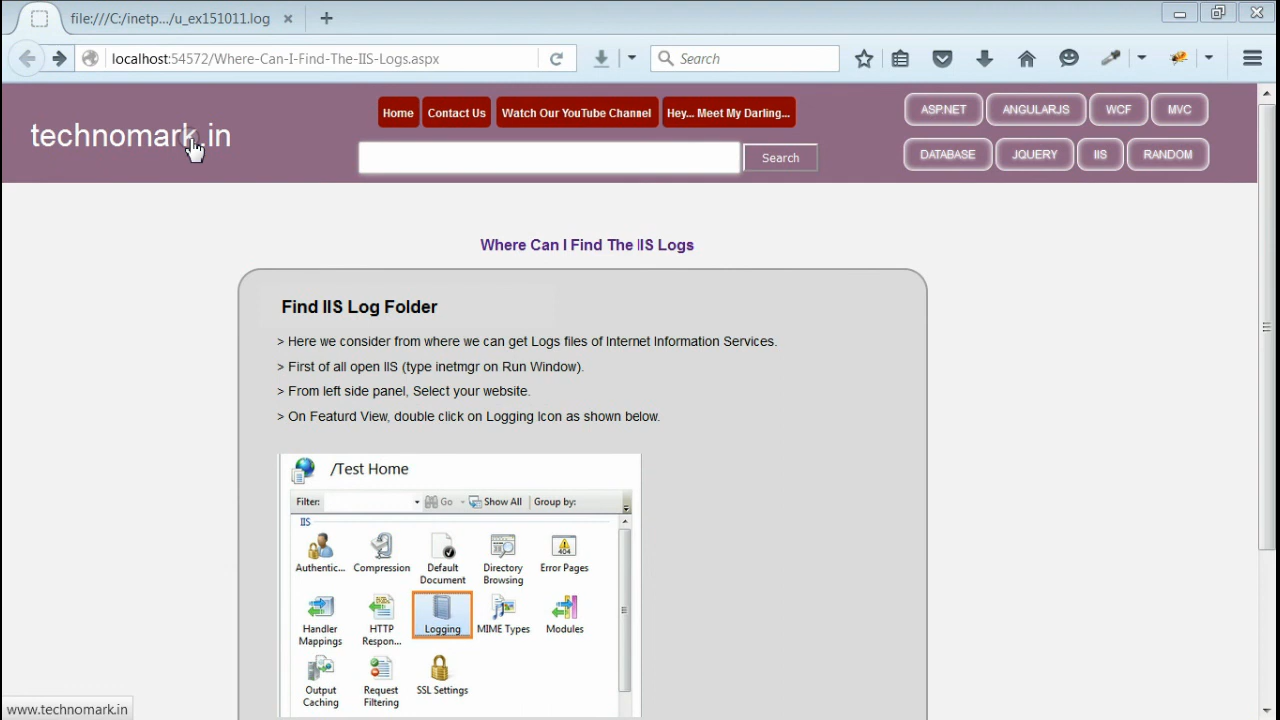 file:///C:/inetp.../u_ex151011.log
localhost:54572/Where-Can-I-Find-The-IIS-Logs.aspx
Search
technomark.in
Home
Contact Us
Watch Our YouTube Channel
Hey... Meet My Darling...
Search
ASP.NET
ANGULARJS
WCF
MVC
DATABASE
JQUERY
IIS
RANDOM
Where Can I Find The IIS Logs
Find IIS Log Folder
> Here we consider from where we can get Logs files of Internet Information Services.
> First of all open IIS (type inetmgr on Run Window).
> From left side panel, Select your website.
> On Featurd View, double click on Logging Icon as shown below.
/Test Home
Filter:
Go
Show All
Group by:
IIS
Authentic...
Compression
Default
Document
Directory
Browsing
Error Pages
404
Handler
Mappings
HTTP
Respon...
Logging
MIME Types
Modules
Output
Caching
Request
Filtering
SSL Settings
www.technomark.in